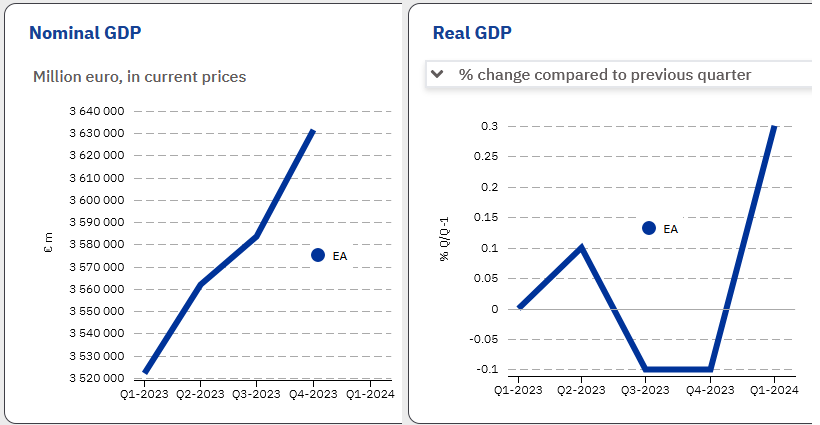 Nominal GDP
Million euro, in current prices
€ m
3 640 000
3 630 000
3 620 000
3 610 000
3 600 000
3 590 000
3 580 000
3 570 000
3 560 000
3 550 000
3 540 000
3 530 000
3 520 000
EA
Q1-2023 Q2-2023 Q3-2023 Q4-2023 Q1-2024
Real GDP
% change compared to previous quarter
% Q/Q-1
0.3
0.25
0.2
0.15
0.1
0.05
0
-0.05
-0.1
EA
Q1-2023 Q2-2023 Q3-2023 Q4-2023 Q1-2024